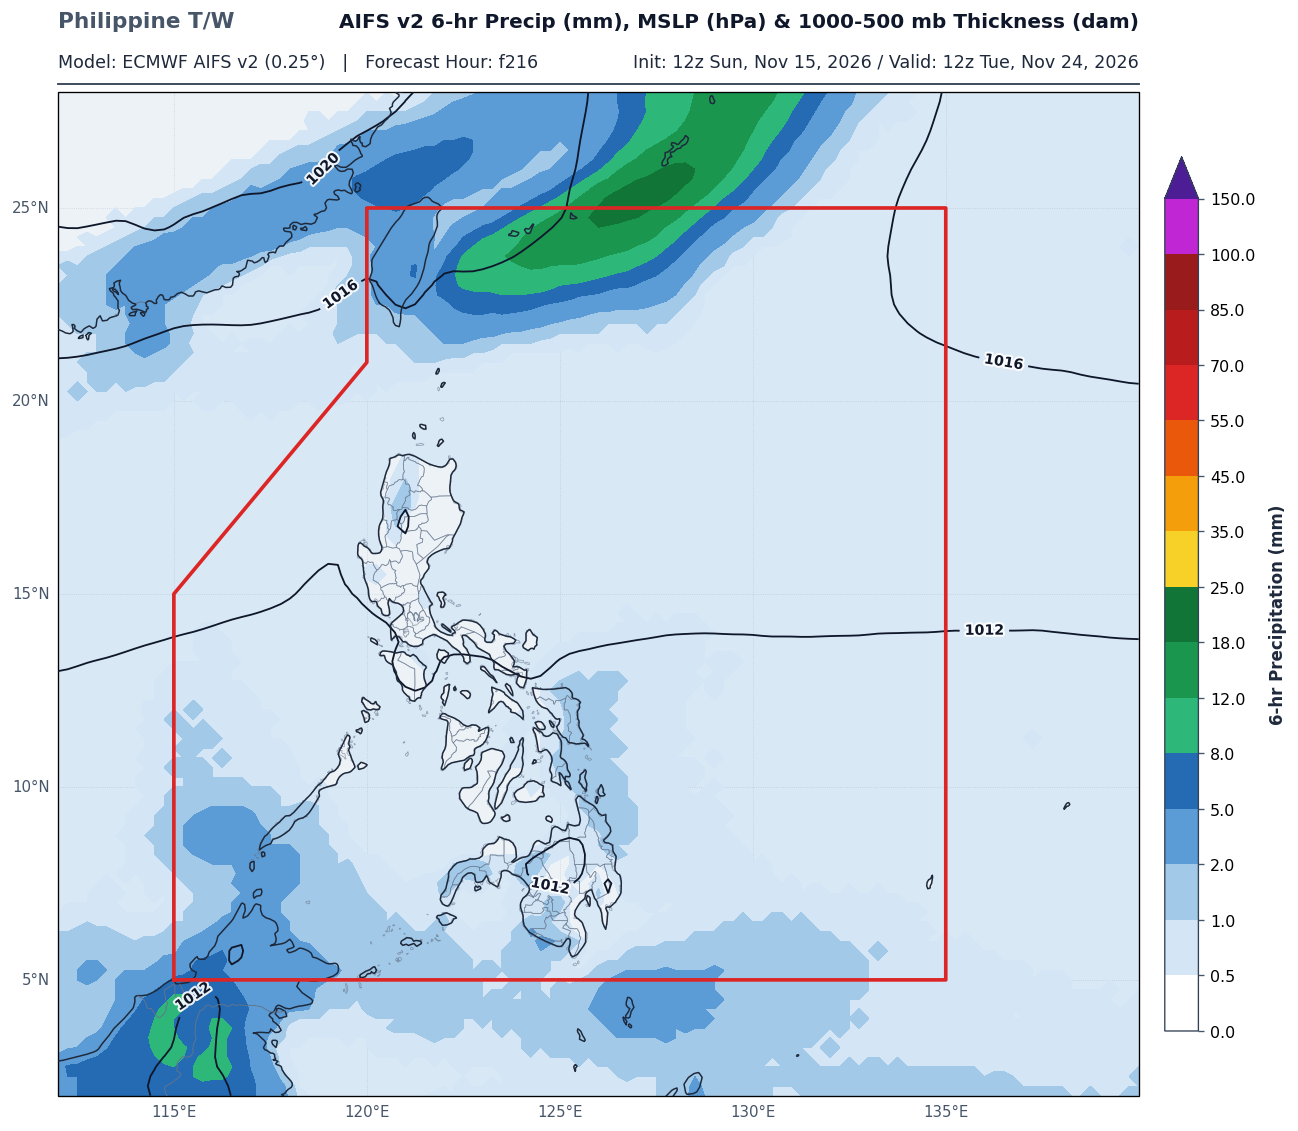 Philippine T/W
AIFS v2 6-hr Precip (mm), MSLP (hPa) & 1000-500 mb Thickness (dam)
Model: ECMWF AIFS v2 (0.25°) | Forecast Hour: f216
Init: 12z Sun, Nov 15, 2026 / Valid: 12z Tue, Nov 24, 2026
1020
1016
1016
1012
1012
1012
25°N
20°N
15°N
10°N
5°N
115°E
120°E
125°E
130°E
135°E
150.0
100.0
85.0
70.0
55.0
45.0
35.0
25.0
18.0
12.0
8.0
5.0
2.0
1.0
0.5
0.0
6-hr Precipitation (mm)